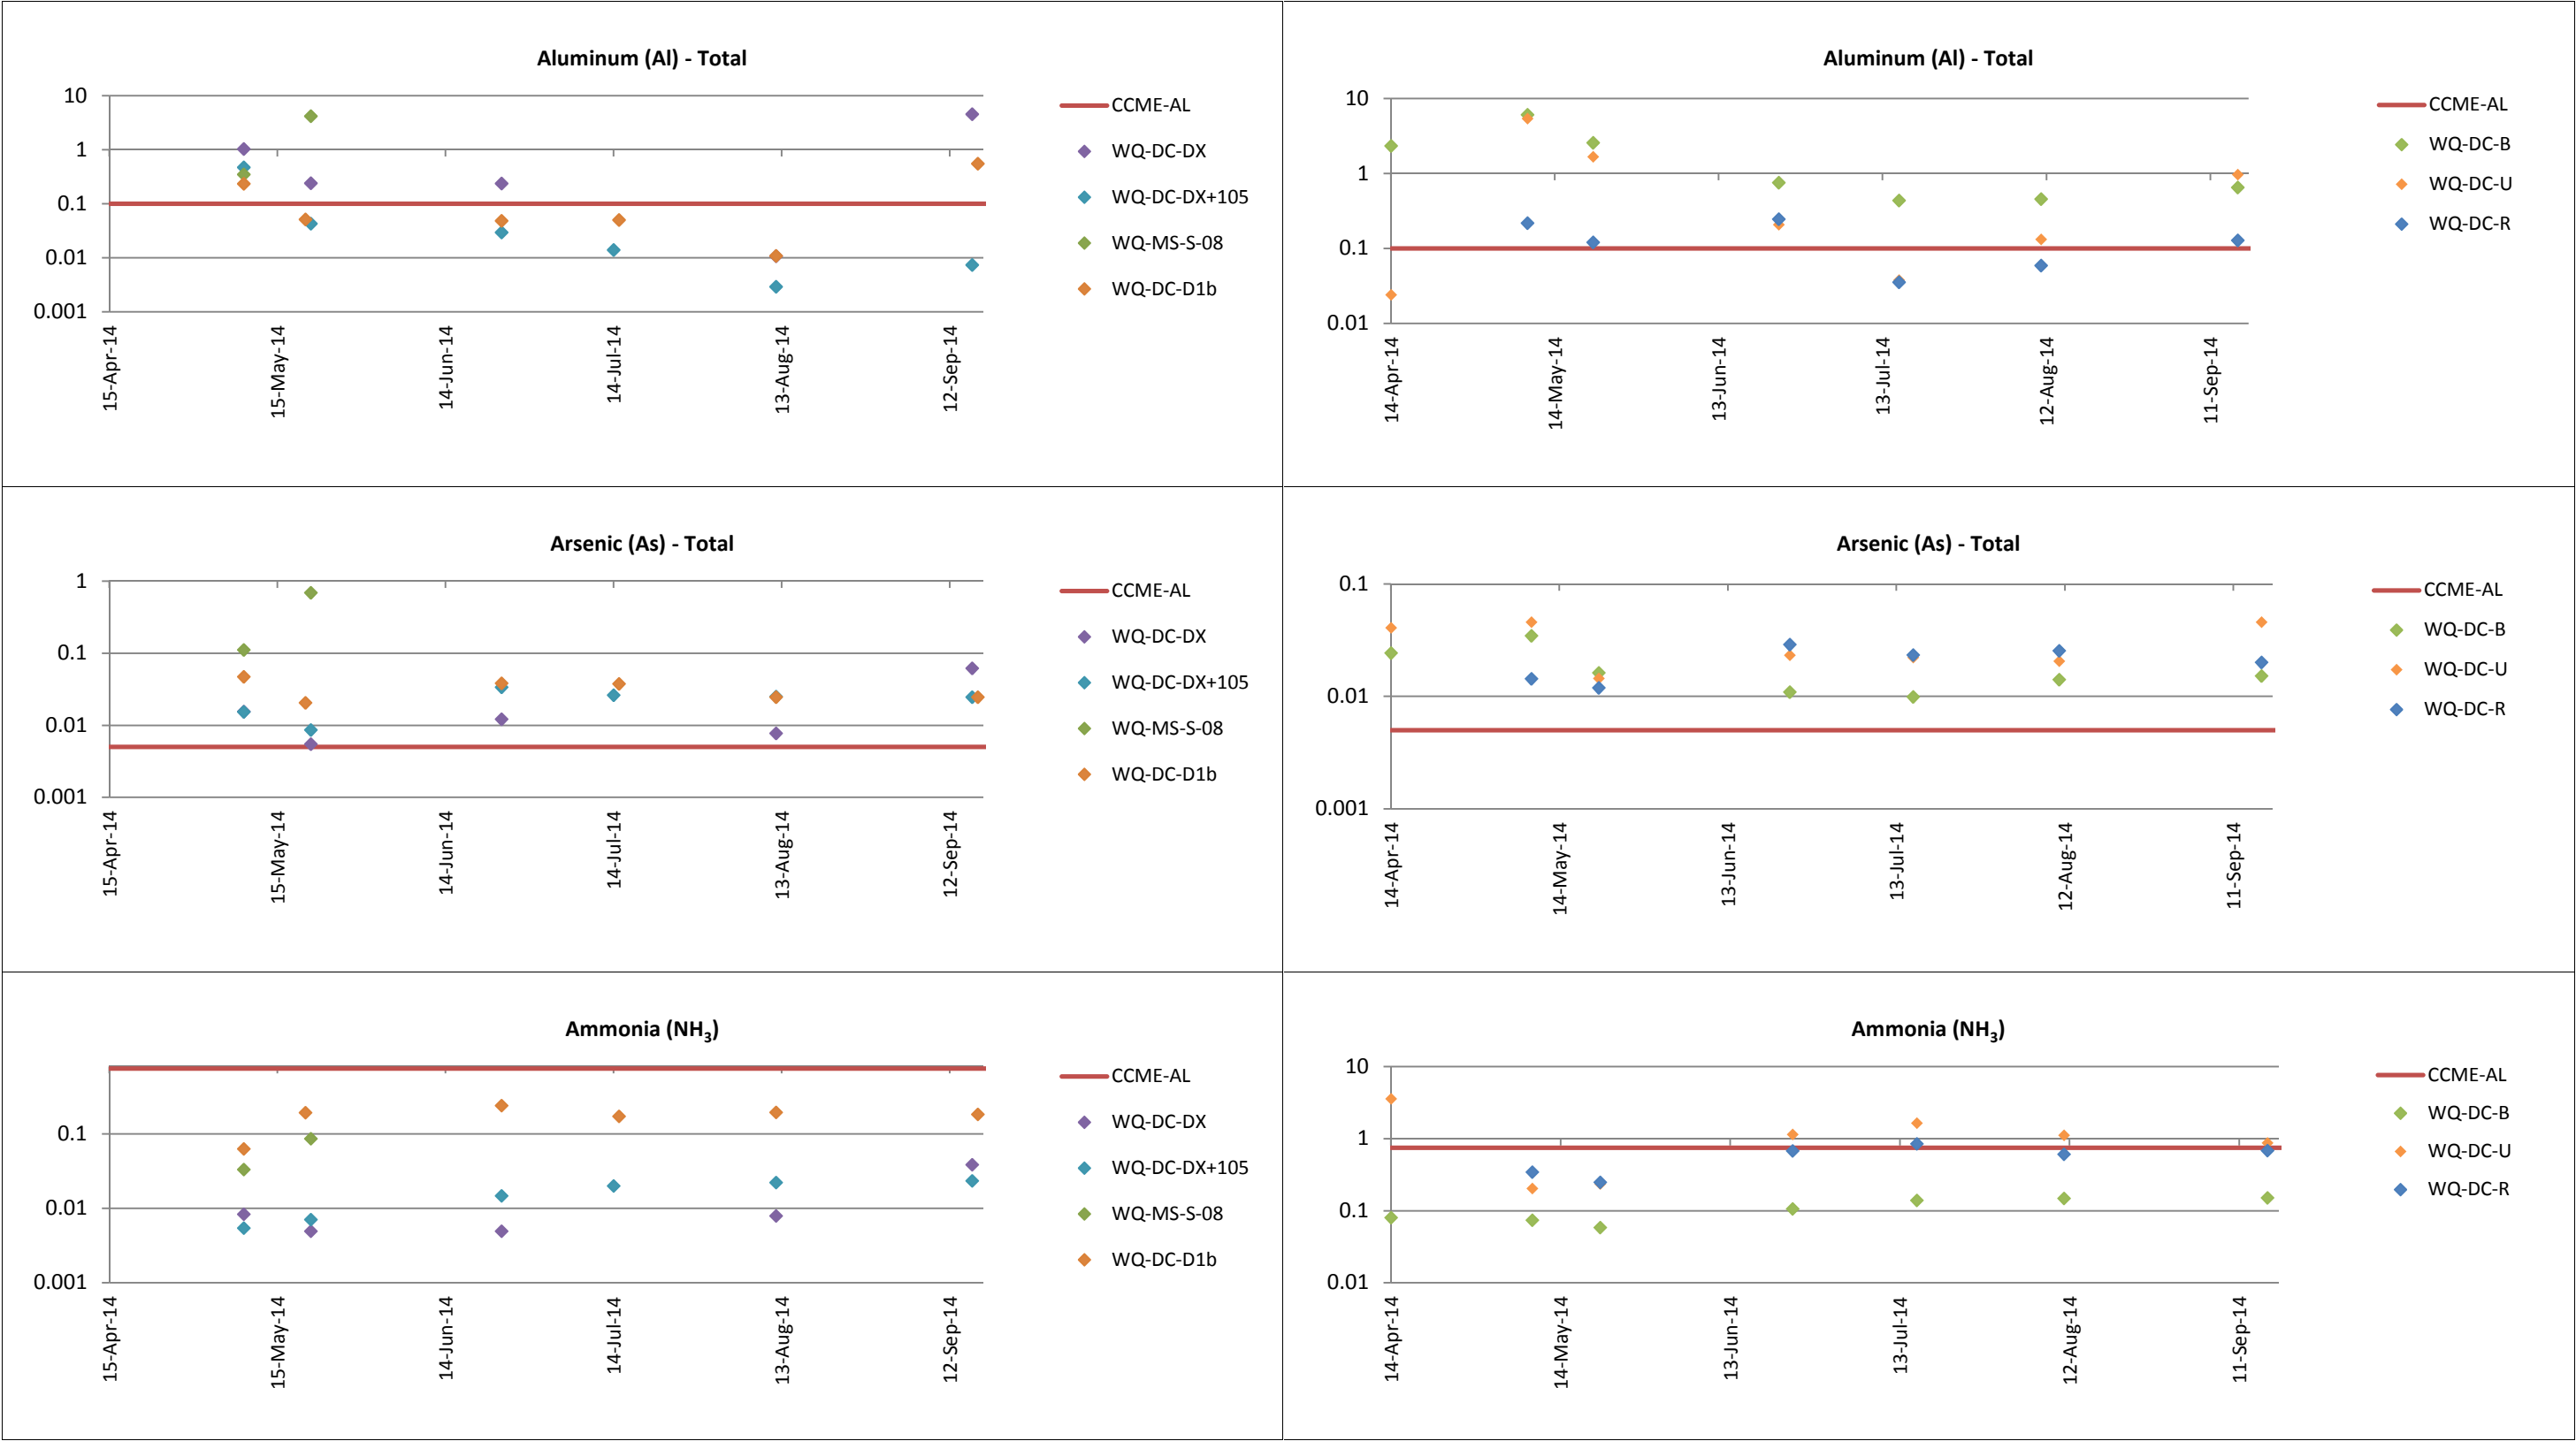 Aluminum (Al) - Total
10
1
0.1
0.01
0.001
15-Apr-14
15-May-14
14-Jun-14
14-Jul-14
13-Aug-14
12-Sep-14
CCME-AL
WQ-DC-DX
WQ-DC-DX+105
WQ-MS-S-08
WQ-DC-D1b
Aluminum (Al) - Total
10
1
0.1
0.01
14-Apr-14
14-May-14
13-Jun-14
13-Jul-14
12-Aug-14
11-Sep-14
CCME-AL
WQ-DC-B
WQ-DC-U
WQ-DC-R
Arsenic (As) - Total
1
0.1
0.01
0.001
15-Apr-14
15-May-14
14-Jun-14
14-Jul-14
13-Aug-14
12-Sep-14
CCME-AL
WQ-DC-DX
WQ-DC-DX+105
WQ-MS-S-08
WQ-DC-D1b
Arsenic (As) - Total
0.1
0.01
0.001
14-Apr-14
14-May-14
13-Jun-14
13-Jul-14
12-Aug-14
11-Sep-14
CCME-AL
WQ-DC-B
WQ-DC-U
WQ-DC-R
Ammonia (NH₃)
0.1
0.01
0.001
15-Apr-14
15-May-14
14-Jun-14
14-Jul-14
13-Aug-14
12-Sep-14
CCME-AL
WQ-DC-DX
WQ-DC-DX+105
WQ-MS-S-08
WQ-DC-D1b
Ammonia (NH₃)
10
1
0.1
0.01
14-Apr-14
14-May-14
13-Jun-14
13-Jul-14
12-Aug-14
11-Sep-14
CCME-AL
WQ-DC-B
WQ-DC-U
WQ-DC-R